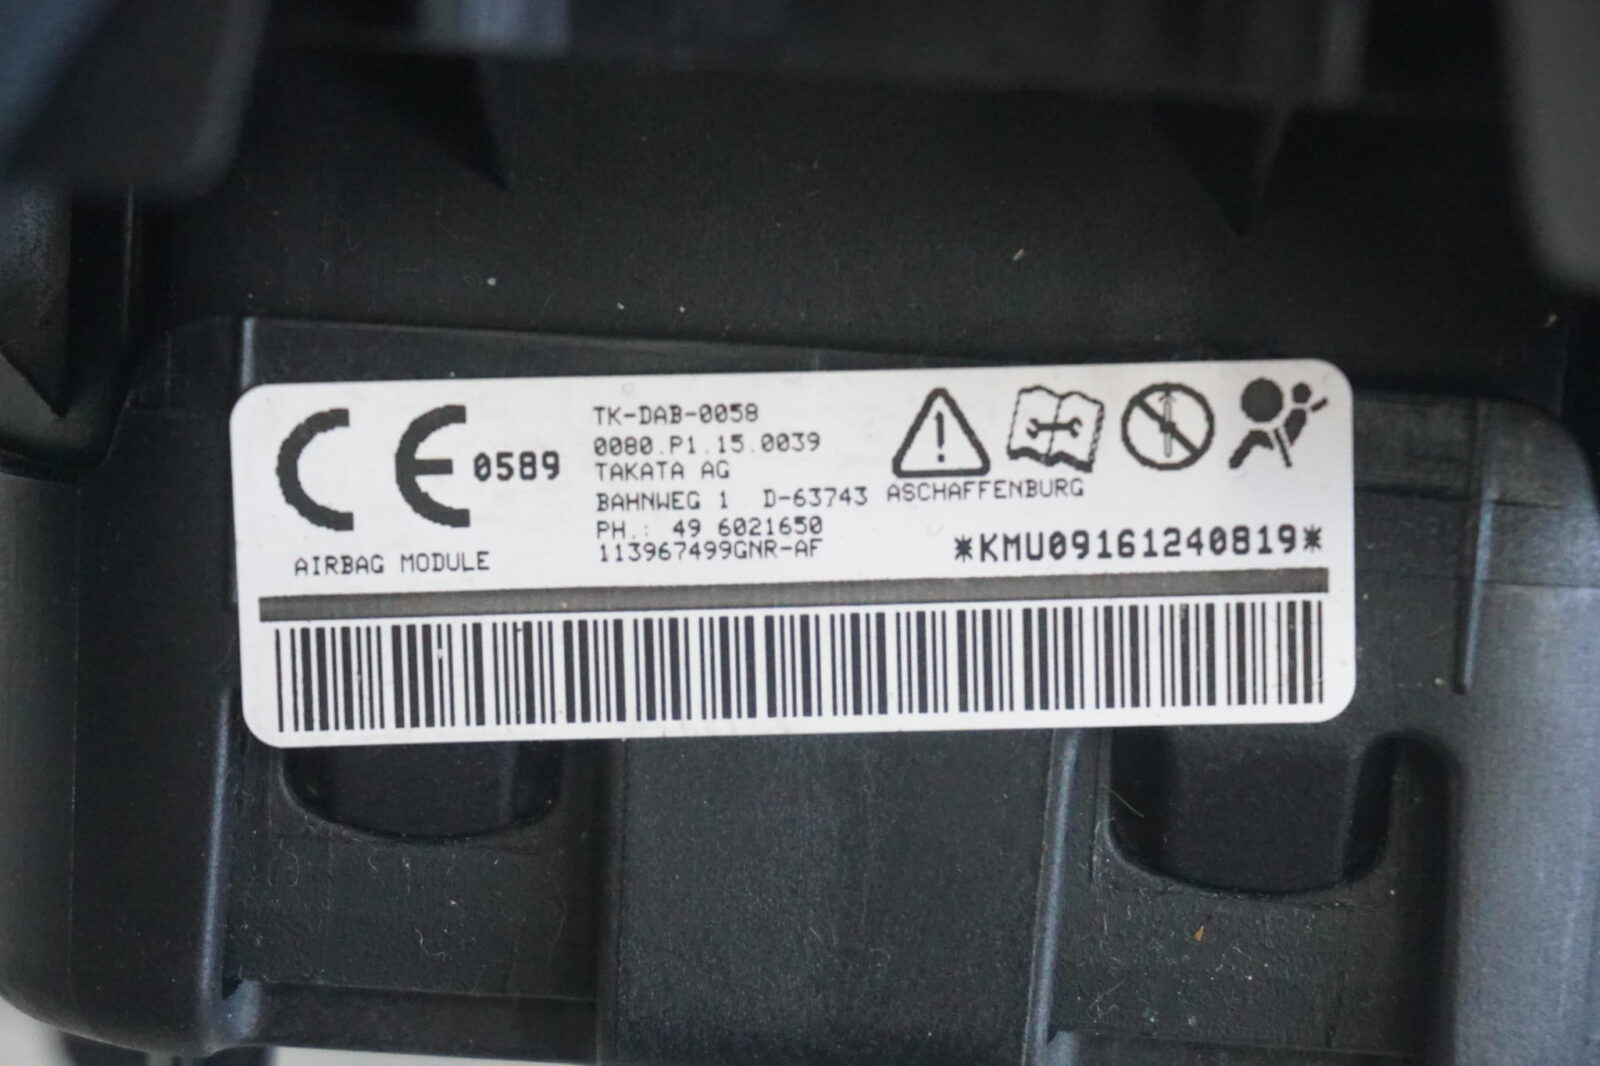 CE 0589
AIRBAG MODULE
TK-DAB-0058
0080.P1.15.0039
TAKATA AG
BAHNWEG 1 D-63743 ASCHAFFENBURG
PH.: 49 6021650
113967499GNR-AF
*KMU09161240819*